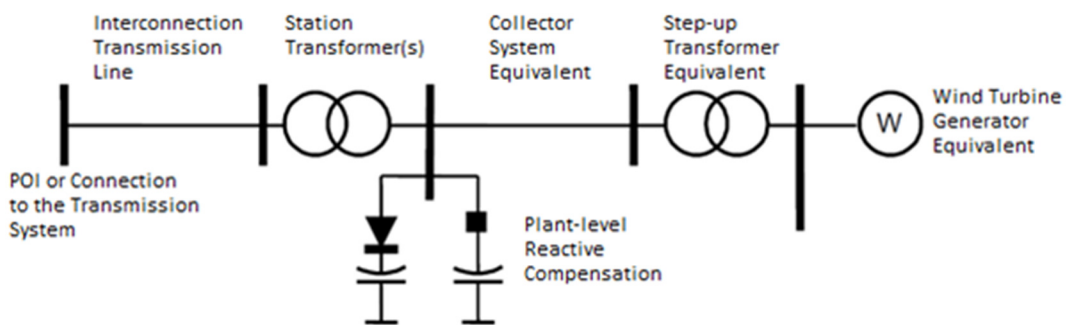 Interconnection
Transmission
Line
Station
Transformer(s)
Collector
System
Equivalent
Step-up
Transformer
Equivalent
W
Wind Turbine
Generator
Equivalent
POI or Connection
to the Transmission
System
Plant-level
Reactive
Compensation